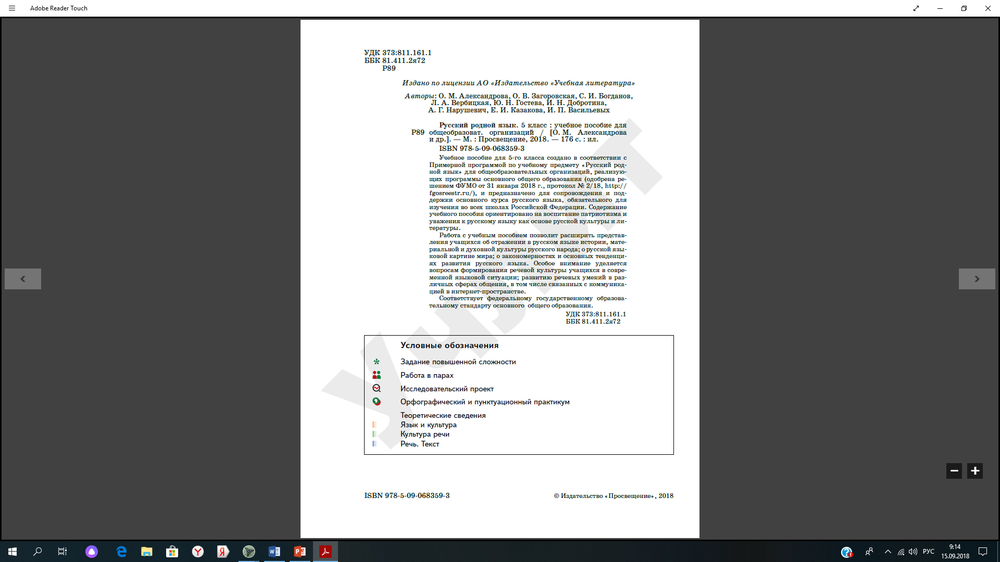 Adobe Reader Touch
УДК 373:811.161.1
ББК 81.411.2я72
Р89
Издано по лицензии АО «Издательство «Учебная литература»
Авторы: О. М. Александрова, О. В. Загоровская, С. И. Богданов,
Л. А. Вербицкая, Ю. Н. Гостева, И. Н. Добротина,
А. Г. Нарушевич, Е. И. Казакова, И. П. Васильевых
Русский родной язык. 5 класс : учебное пособие для
Р89 общеобразоват. организаций / [О. М. Александрова
и др.]. — М. : Просвещение, 2018. — 176 с. : ил.
ISBN 978-5-09-068359-3
Учебное пособие для 5-го класса создано в соответствии с
Примерной программой по учебному предмету «Русский род-
ной язык» для общеобразовательных организаций, реализую-
щих программы основного общего образования (одобрена ре-
шением ФУМО от 31 января 2018 г., протокол № 2/18, http://
fgosreestr.ru/), и предназначено для сопровождения и под-
держки основного курса русского языка, обязательного для
изучения во всех школах Российской Федерации. Содержание
учебного пособия ориентировано на воспитание патриотизма и
уважения к русскому языку как основе русской культуры и ли-
тературы.
Работа с учебным пособием позволит расширить представ-
ления учащихся об отражении в русском языке истории, мате-
риальной и духовной культуры русского народа; о русской язы-
ковой картине мира; о закономерностях и основных тенденци-
ях развития русского языка. Особое внимание уделяется
вопросам формирования речевой культуры учащихся в совре-
менной языковой ситуации; развитию речевых умений в раз-
личных сферах общения, в том числе связанных с коммуника-
цией в интернет-пространстве.
Соответствует федеральному государственному образова-
тельному стандарту основного общего образования.
УДК 373:811.161.1
ББК 81.411.2я72
Учулит
Условные обозначения
Задание повышенной сложности
Работа в парах
Исследовательский проект
Орфографический и пунктуационный практикум
Теоретические сведения
Язык и культура
Культура речи
Речь. Текст
ISBN 978-5-09-068359-3 © Издательство «Просвещение», 2018
РУС
9:14
15.09.2018